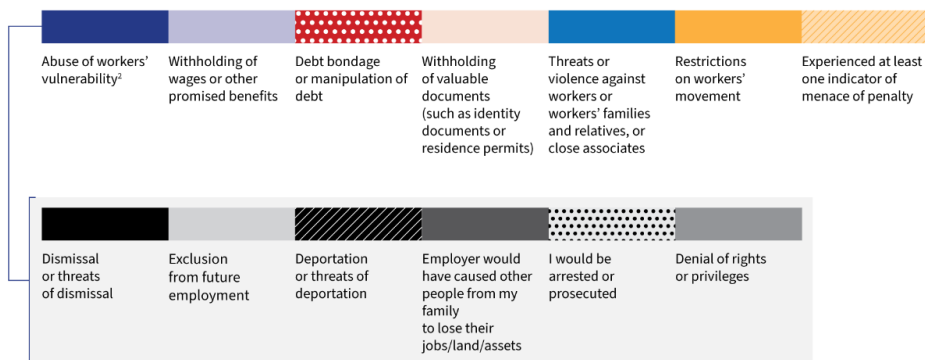 Abuse of workers'
vulnerability²
Withholding of
wages or other
promised benefits
Debt bondage
or manipulation of
debt
Withholding
of valuable
documents
(such as identity
documents or
residence permits)
Threats or
violence against
workers or
workers' families
and relatives, or
close associates
Restrictions
on workers'
movement
Experienced at least
one indicator of
menace of penalty
Dismissal
or threats
of dismissal
Exclusion
from future
employment
Deportation
or threats of
deportation
Employer would
have caused other
people from my
family
to lose their
jobs/land/assets
I would be
arrested or
prosecuted
Denial of rights
or privileges